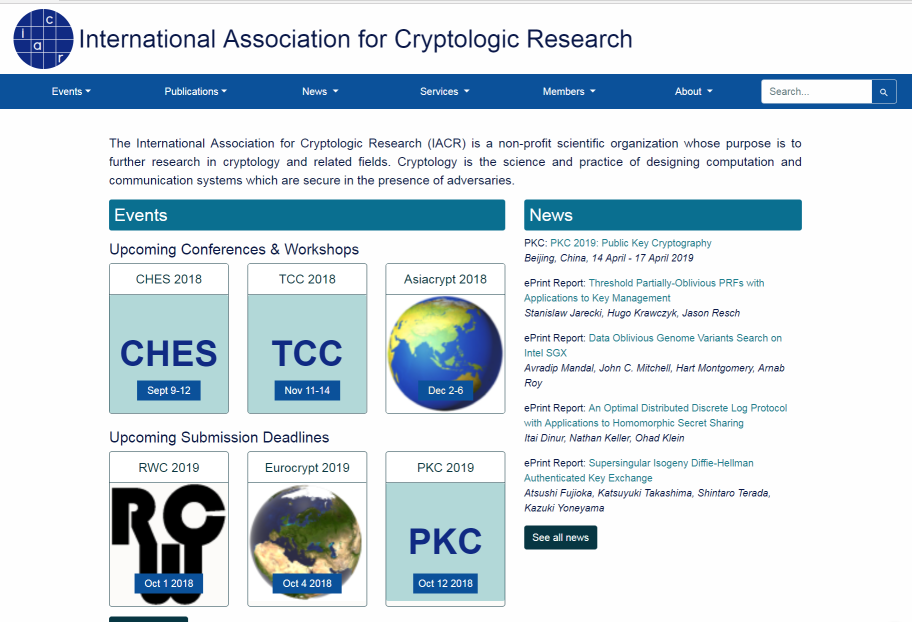 c
i
a
r
International Association for Cryptologic Research
Events
Publications
News
Services
Members
About
Search...
The International Association for Cryptologic Research (IACR) is a non-profit scientific organization whose purpose is to
further research in cryptology and related fields. Cryptology is the science and practice of designing computation and
communication systems which are secure in the presence of adversaries.
Events
Upcoming Conferences & Workshops
CHES 2018
CHES
Sept 9-12
TCC 2018
TCC
Nov 11-14
Asiacrypt 2018
Dec 2-6
Upcoming Submission Deadlines
RWC 2019
RWC
Oct 1 2018
Eurocrypt 2019
Oct 4 2018
PKC 2019
PKC
Oct 12 2018
News
PKC: PKC 2019: Public Key Cryptography
Beijing, China, 14 April - 17 April 2019
ePrint Report: Threshold Partially-Oblivious PRFs with
Applications to Key Management
Stanislaw Jarecki, Hugo Krawczyk, Jason Resch
ePrint Report: Data Oblivious Genome Variants Search on
Intel SGX
Avradip Mandal, John C. Mitchell, Hart Montgomery, Arnab
Roy
ePrint Report: An Optimal Distributed Discrete Log Protocol
with Applications to Homomorphic Secret Sharing
Itai Dinur, Nathan Keller, Ohad Klein
ePrint Report: Supersingular Isogeny Diffie-Hellman
Authenticated Key Exchange
Atsushi Fujioka, Katsuyuki Takashima, Shintaro Terada,
Kazuki Yoneyama
See all news